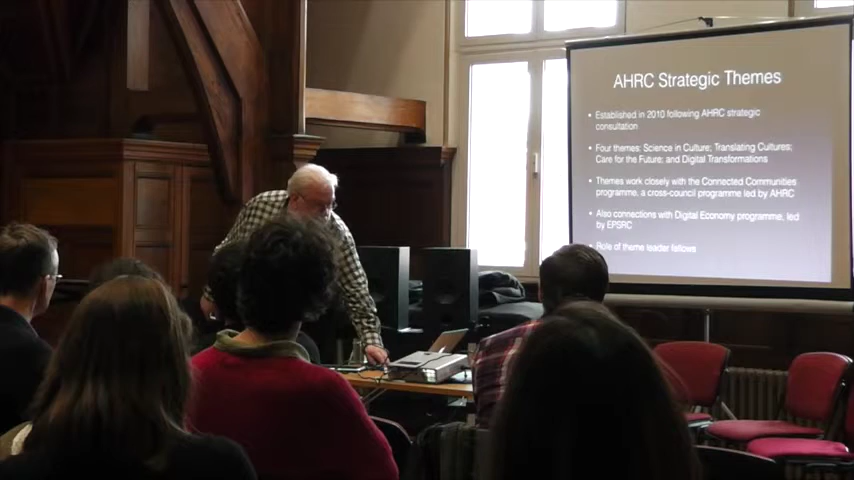 AHRC Strategic Themes
• Established in 2010 following AHRC strategic
consultation
• Four themes: Science in Culture; Translating Cultures;
Care for the Future, and Digital Transformations
• Themes work closely with the Connected Communities
programme, a cross-council programme led by AHRC
• Also connections with Digital Economy programme, led
by EPSRC
• Role of theme leader fellows